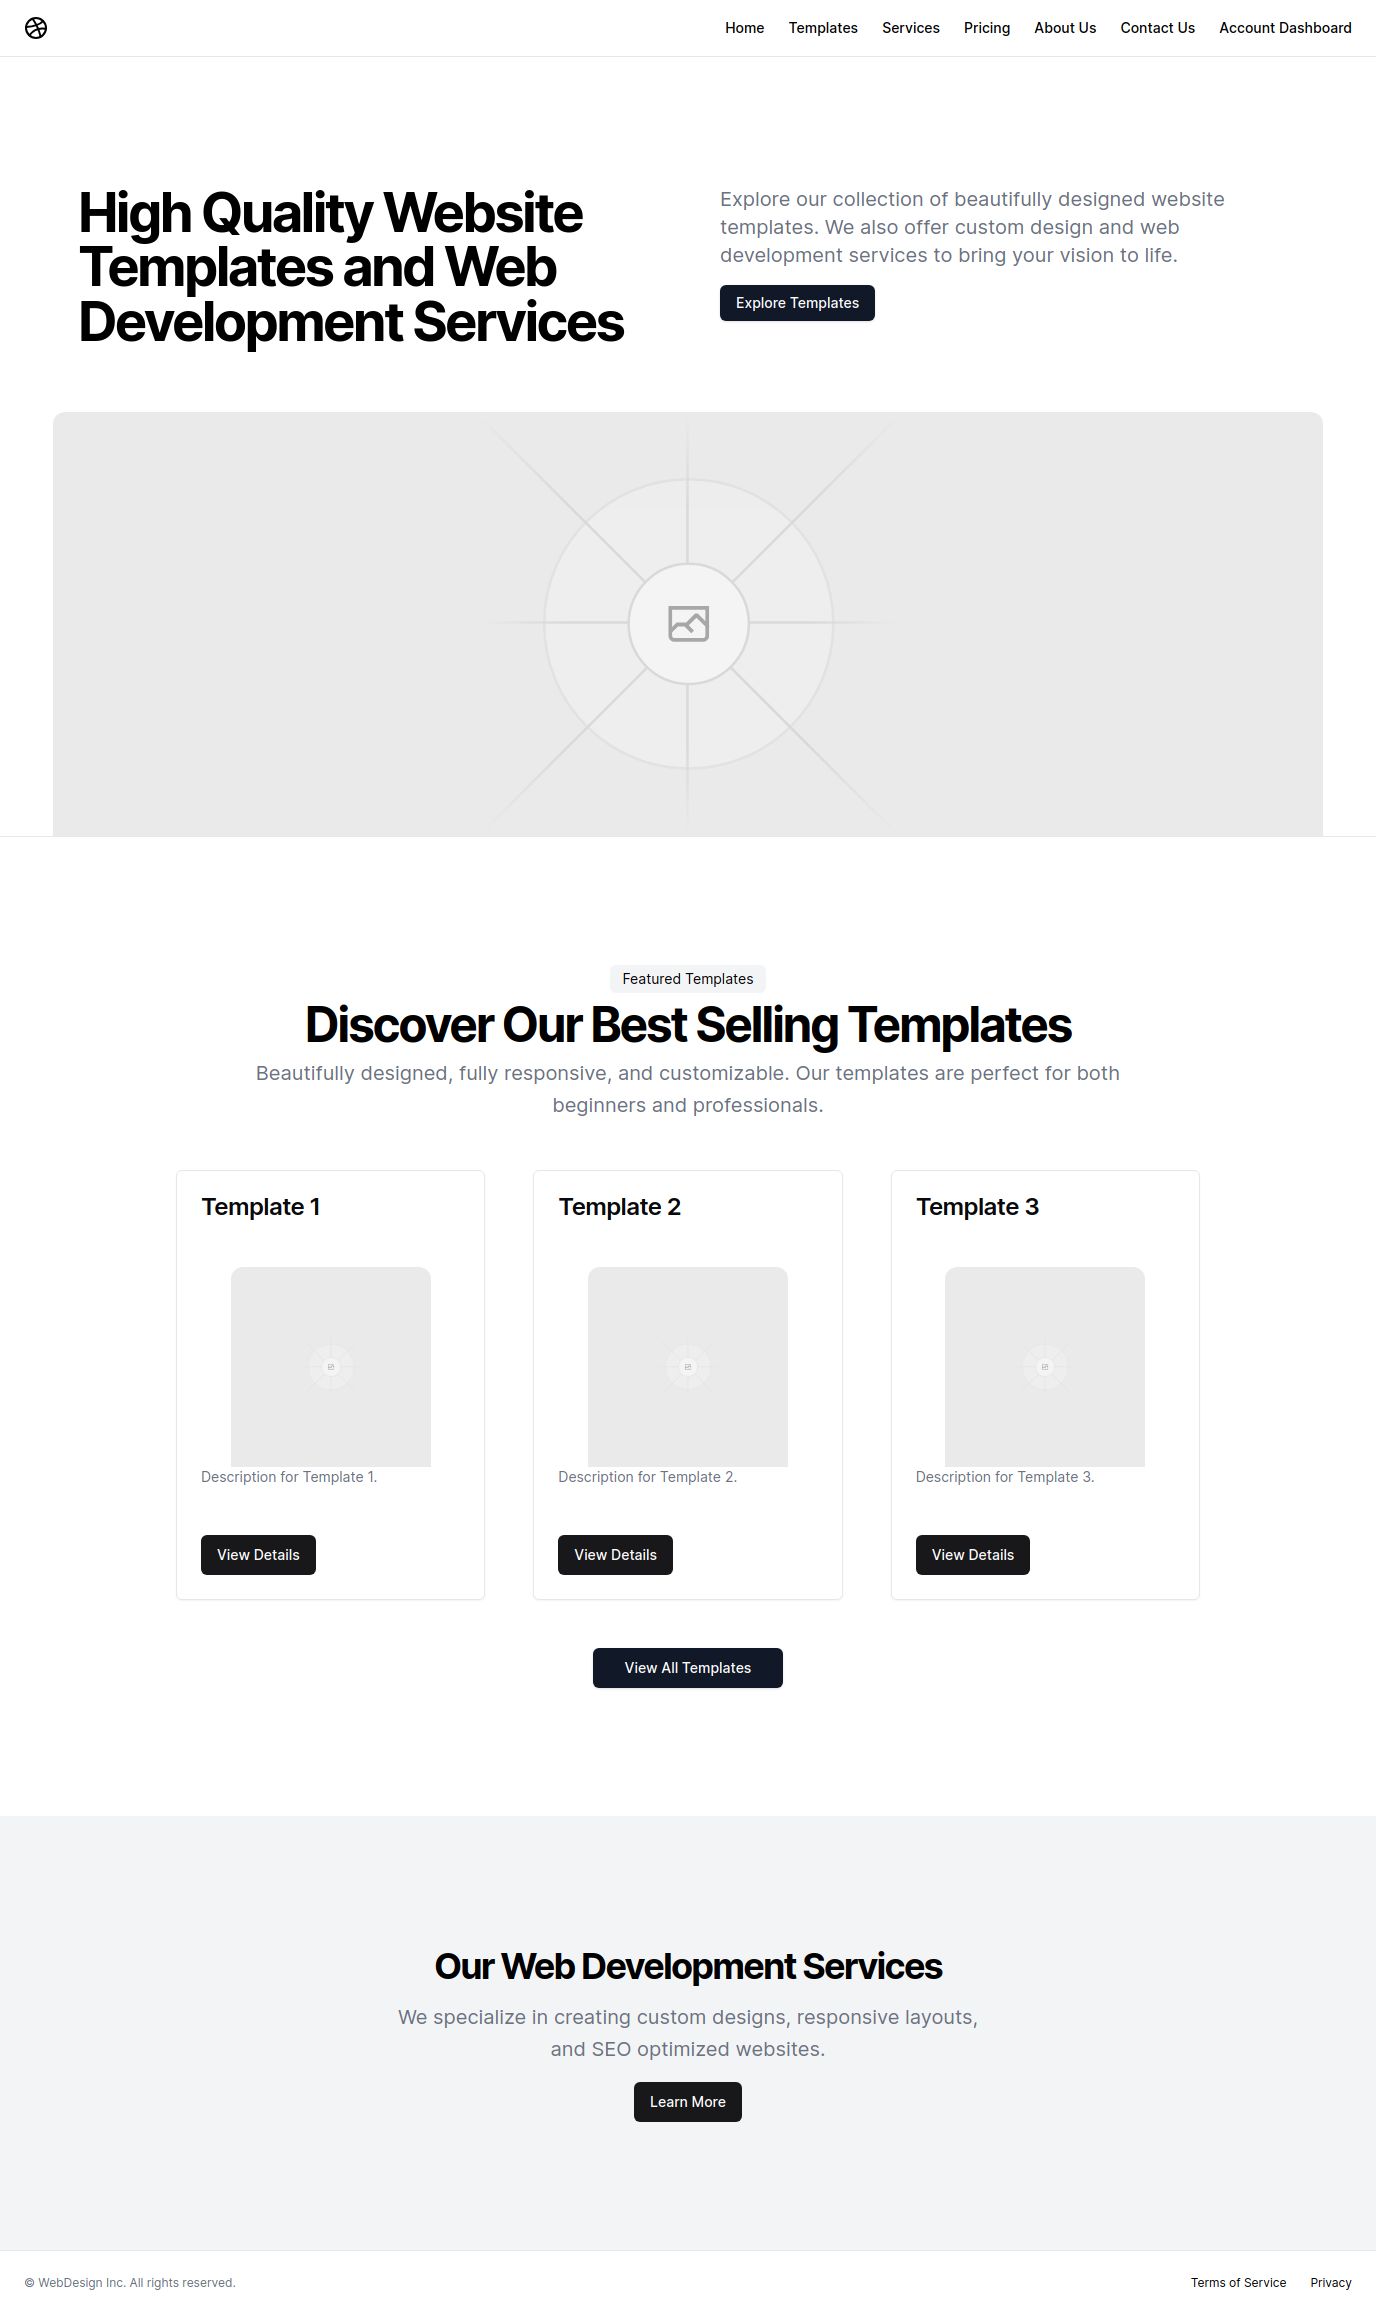 Home Templates Services Pricing About Us Contact Us Account Dashboard
High Quality Website
Templates and Web
Development Services
Explore our collection of beautifully designed website
templates. We also offer custom design and web
development services to bring your vision to life.
Explore Templates
Featured Templates
Discover Our Best Selling Templates
Beautifully designed, fully responsive, and customizable. Our templates are perfect for both
beginners and professionals.
Template 1
Description for Template 1.
View Details
Template 2
Description for Template 2.
View Details
Template 3
Description for Template 3.
View Details
View All Templates
Our Web Development Services
We specialize in creating custom designs, responsive layouts,
and SEO optimized websites.
Learn More
© WebDesign Inc. All rights reserved.
Terms of Service Privacy